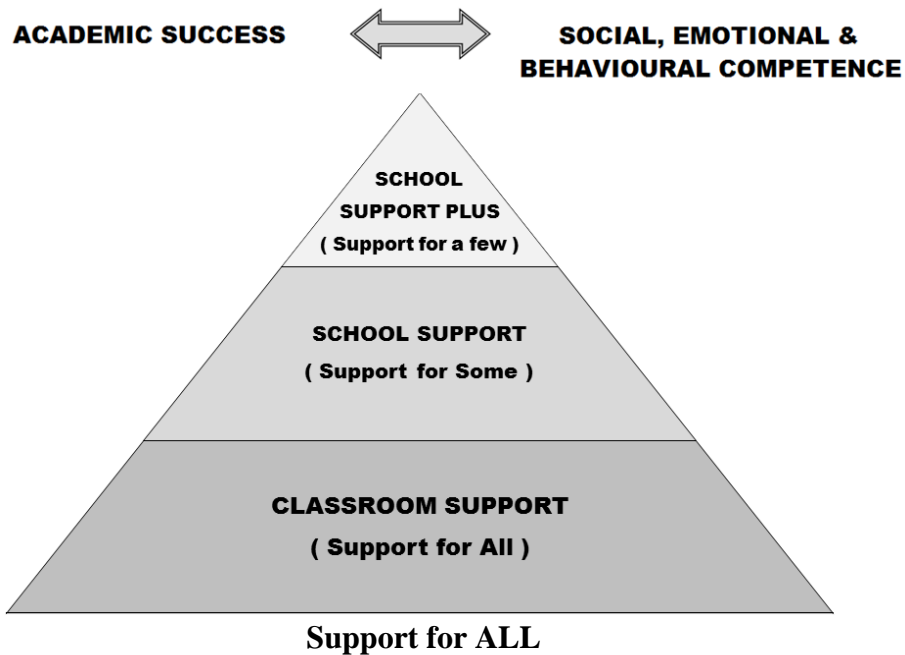 ACADEMIC SUCCESS
SOCIAL, EMOTIONAL &
BEHAVIOURAL COMPETENCE
SCHOOL
SUPPORT PLUS
( Support for a few )
SCHOOL SUPPORT
( Support for Some )
CLASSROOM SUPPORT
( Support for All )
Support for ALL